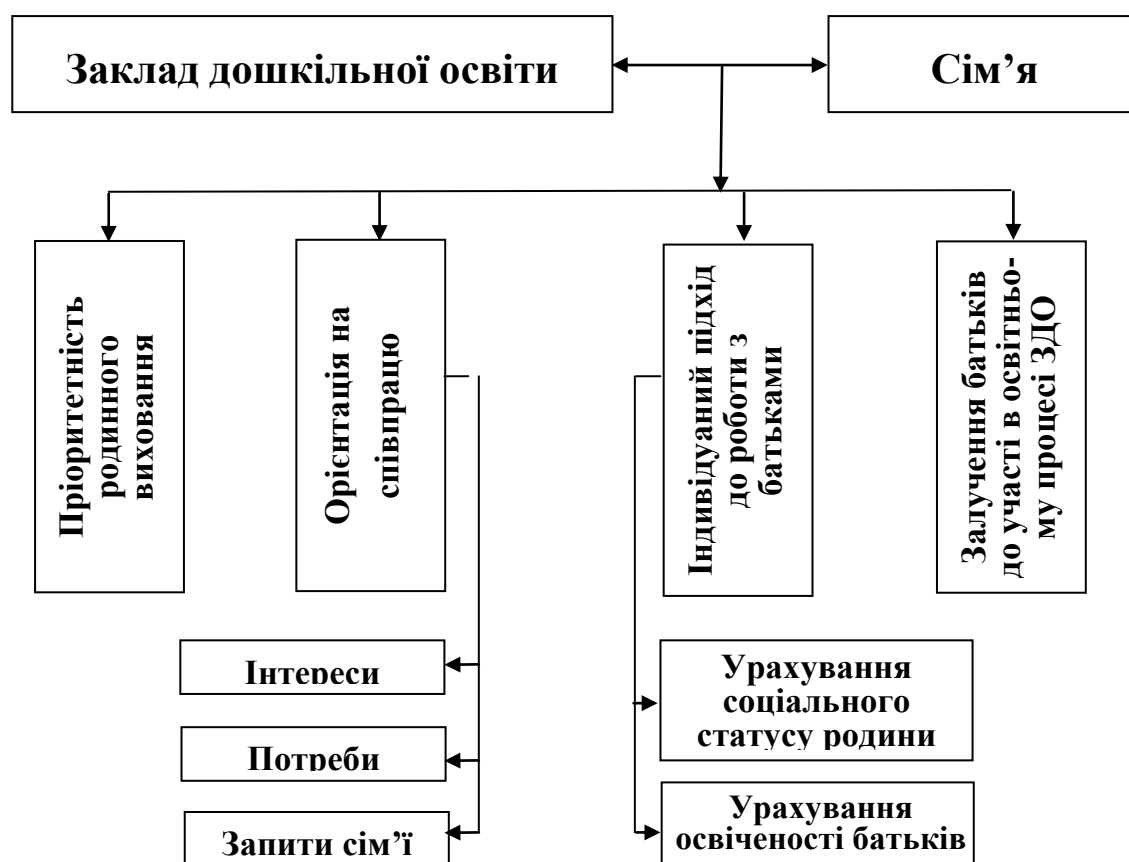 Заклад дошкільної освіти
Сім’я
Пріоритетність
родинного
виховання
Орієнтація на
співпрацю
Індивідуаний підхід
до роботи з
батьками
Залучення батьків
до участі в освітньо-
му процесі ЗДО
Інтереси
Потреби
Запити сім’ї
Урахування
соціального
статусу родини
Урахування
освіченості батьків